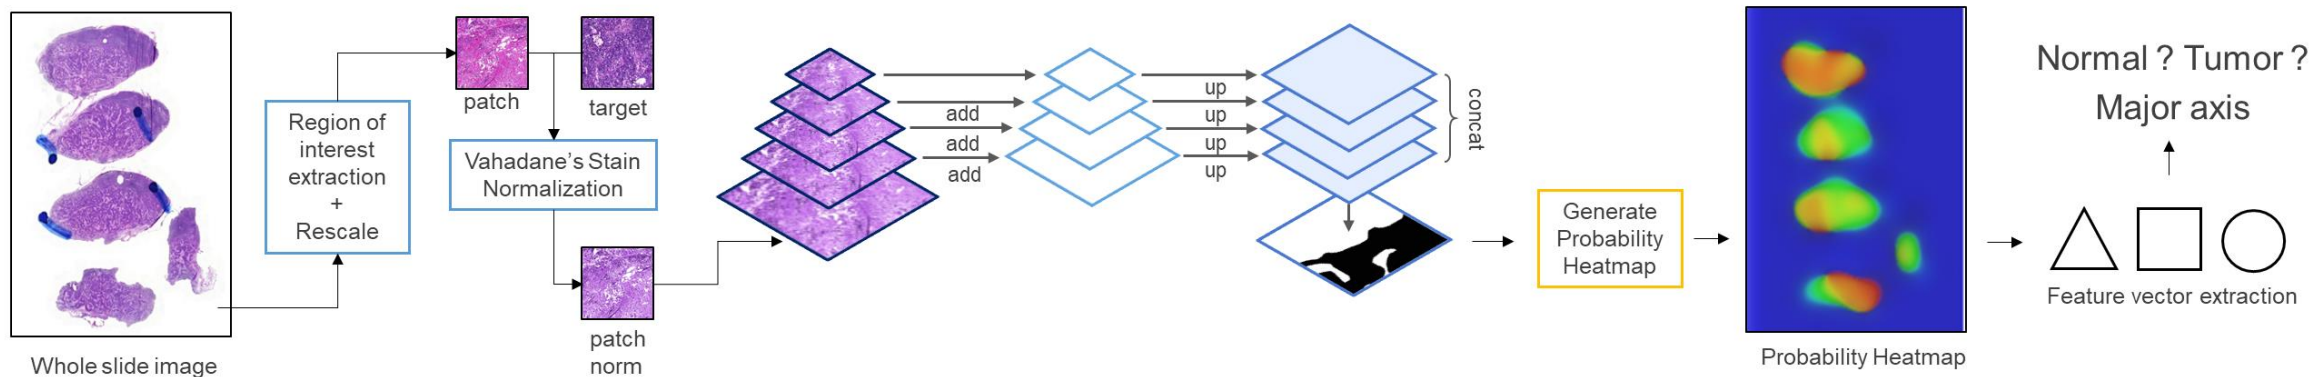 Whole slide image
Region of
interest
extraction
+
Rescale
patch
target
Vahadane's Stain
Normalization
patch
norm
add
add
add
up
up
up
up
concat
Generate
Probability
Heatmap
Probability Heatmap
Normal ? Tumor ?
Major axis
Feature vector extraction